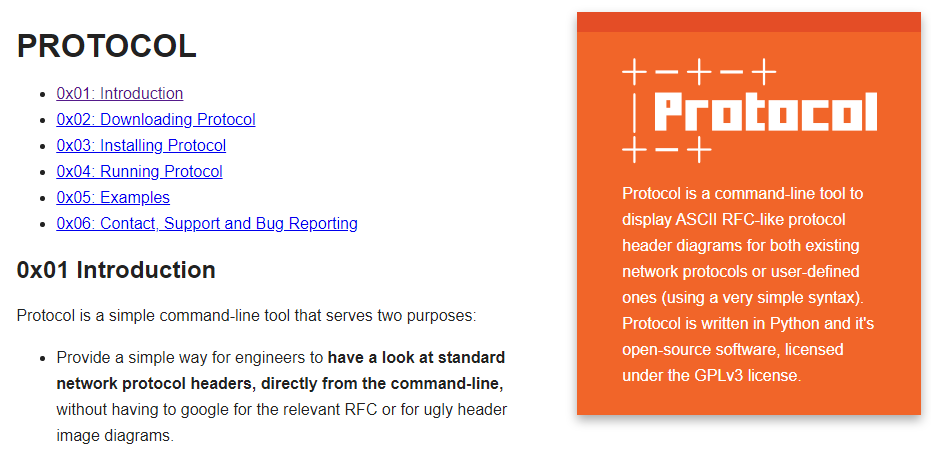 PROTOCOL
0x01: Introduction
0x02: Downloading Protocol
0x03: Installing Protocol
0x04: Running Protocol
0x05: Examples
0x06: Contact, Support and Bug Reporting
0x01 Introduction
Protocol is a simple command-line tool that serves two purposes:
Provide a simple way for engineers to have a look at standard
network protocol headers, directly from the command-line,
without having to google for the relevant RFC or for ugly header
image diagrams.
+-+-+
| Protocol
+-+
Protocol is a command-line tool to
display ASCII RFC-like protocol
header diagrams for both existing
network protocols or user-defined
ones (using a very simple syntax).
Protocol is written in Python and it's
open-source software, licensed
under the GPLv3 license.